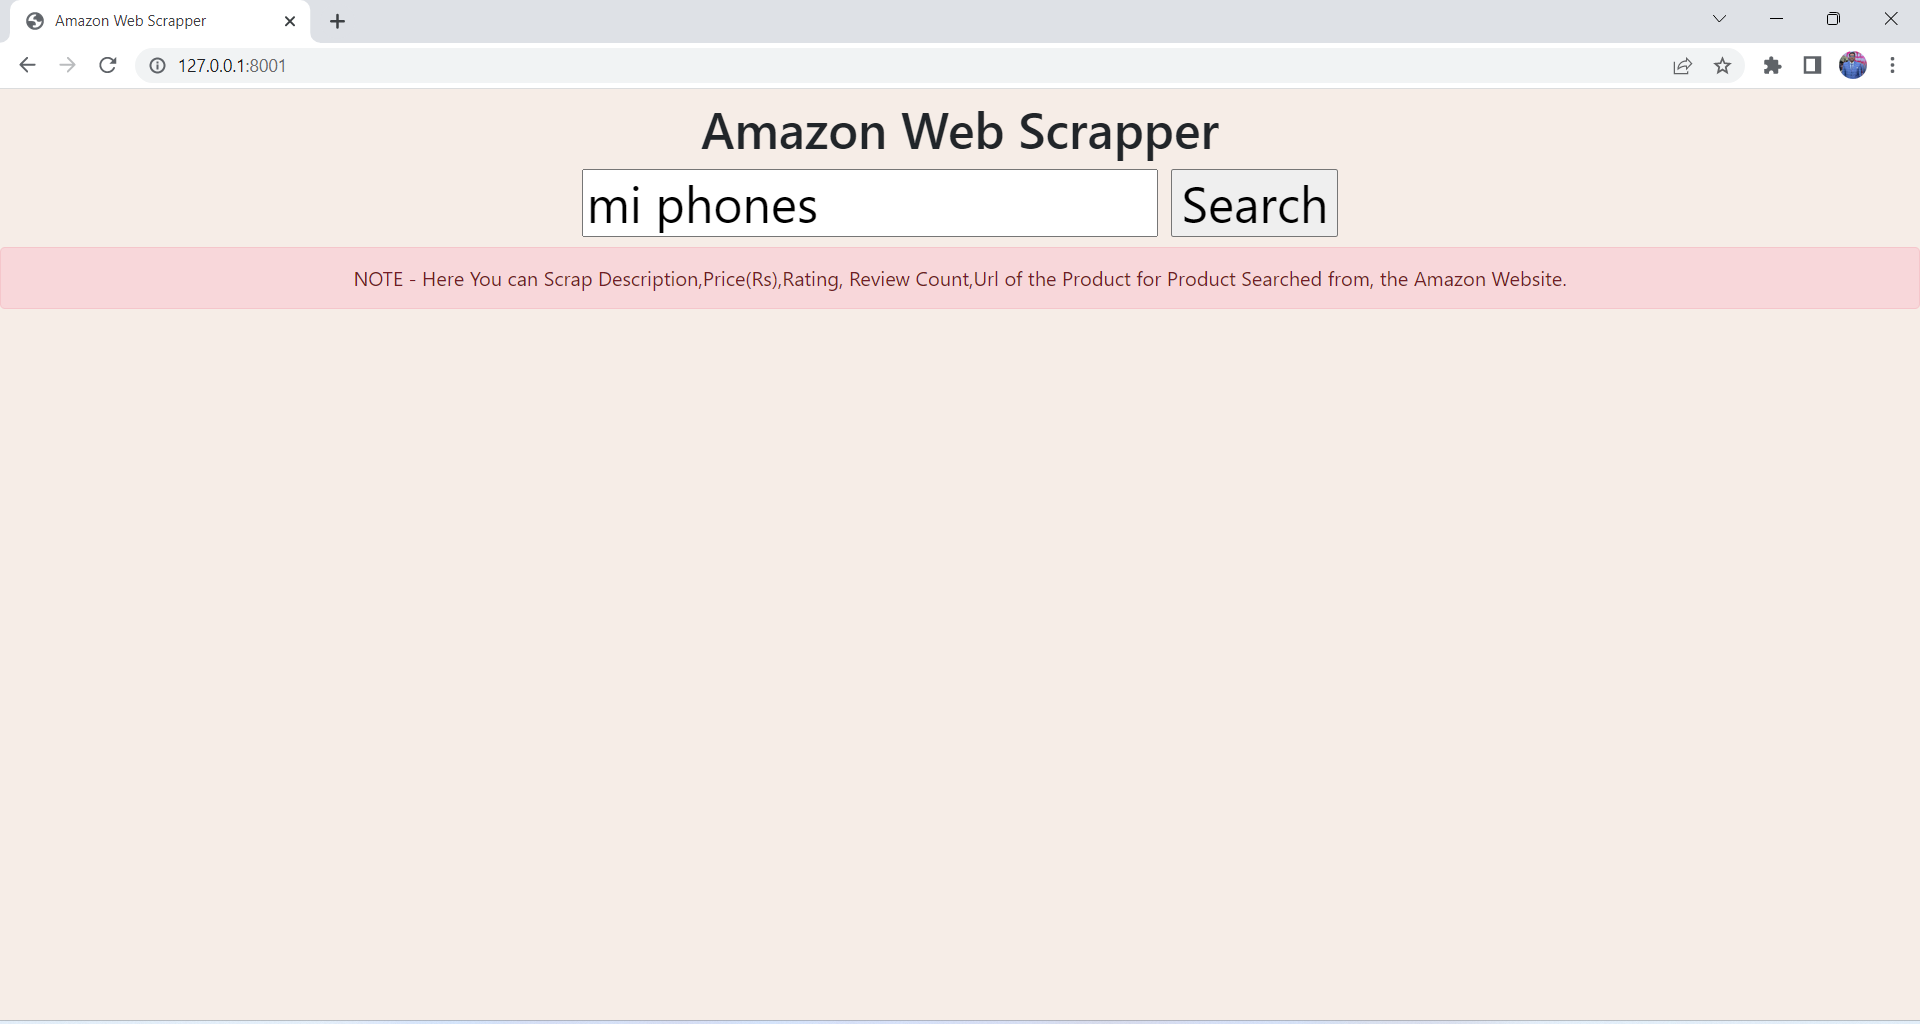 Amazon Web Scrapper
127.0.0.1:8001
Amazon Web Scrapper
mi phones Search
NOTE - Here You can Scrap Description,Price(Rs),Rating, Review Count,Url of the Product for Product Searched from, the Amazon Website.